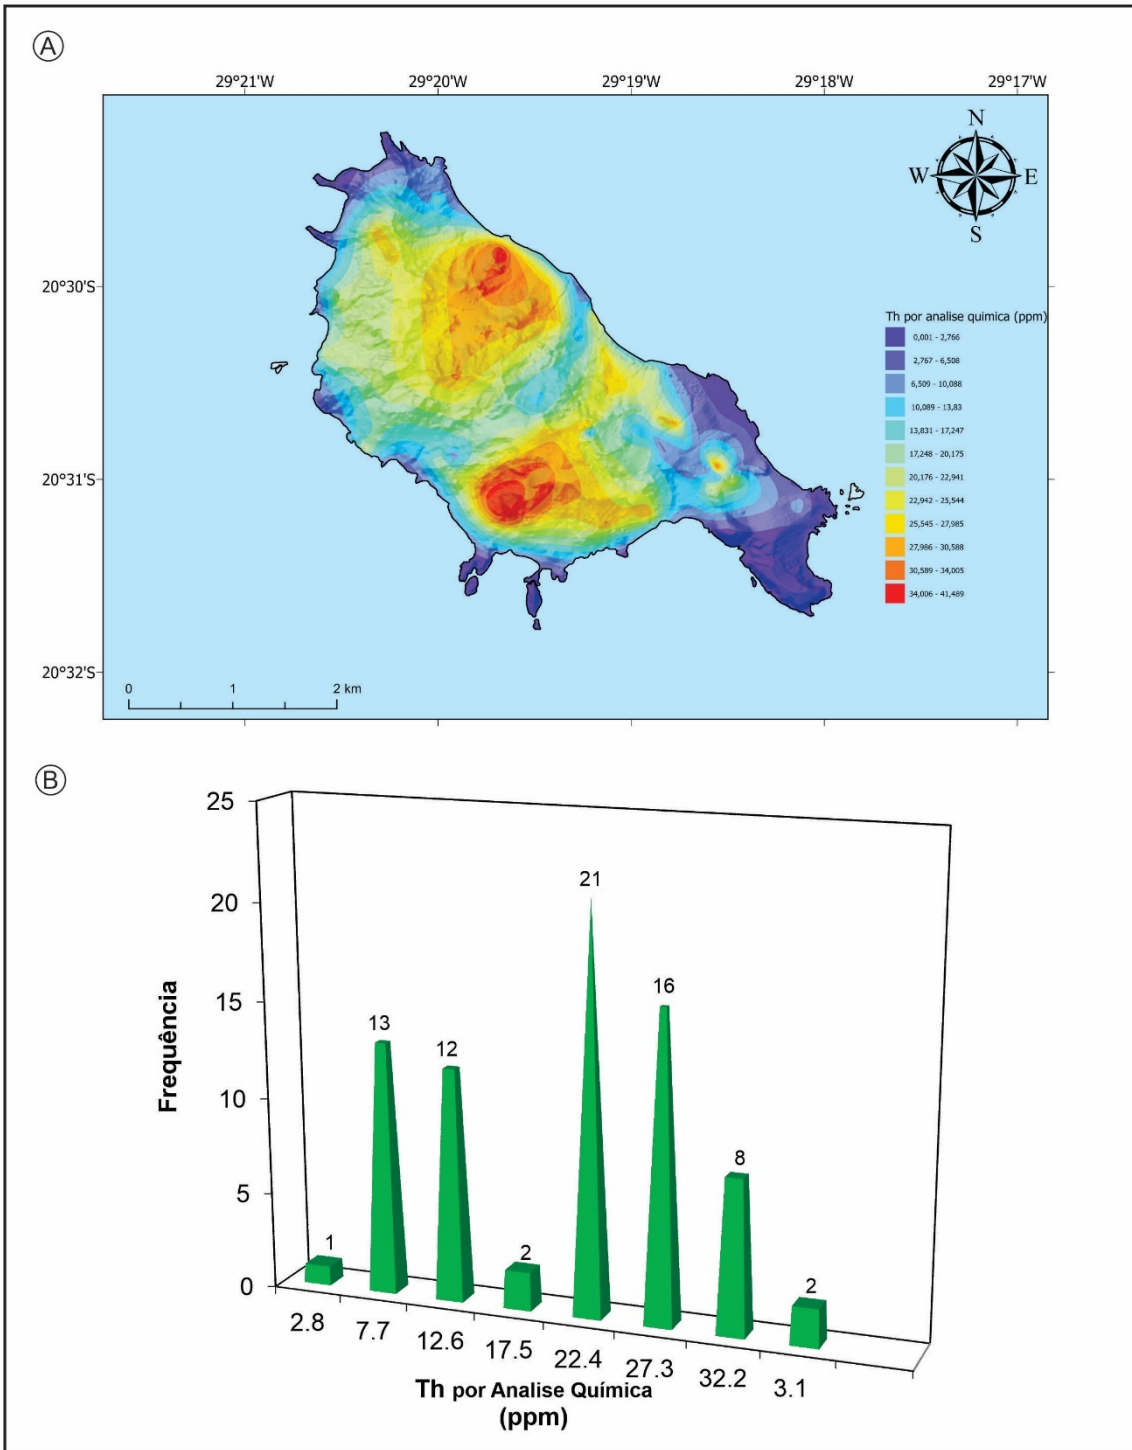 A
29°21'W 29°20'W 29°19'W 29°18'W 29°17'W
N
W E
S
20°30'S
20°31'S
20°32'S
Th por analise quimica (ppm)
0,001 - 2,766
2,767 - 6,508
6,509 - 10,088
10,089 - 13,83
13,831 - 17,247
17,248 - 20,175
20,176 - 22,941
22,942 - 25,544
25,545 - 27,985
27,986 - 30,588
30,589 - 34,005
34,006 - 41,489
0 1 2 km
B
25
20
15
10
5
0
Frequência
1
13
12
2
21
16
8
2
2.8 7.7 12.6 17.5 22.4 27.3 32.2 3.1
Th por Analise Química
(ppm)